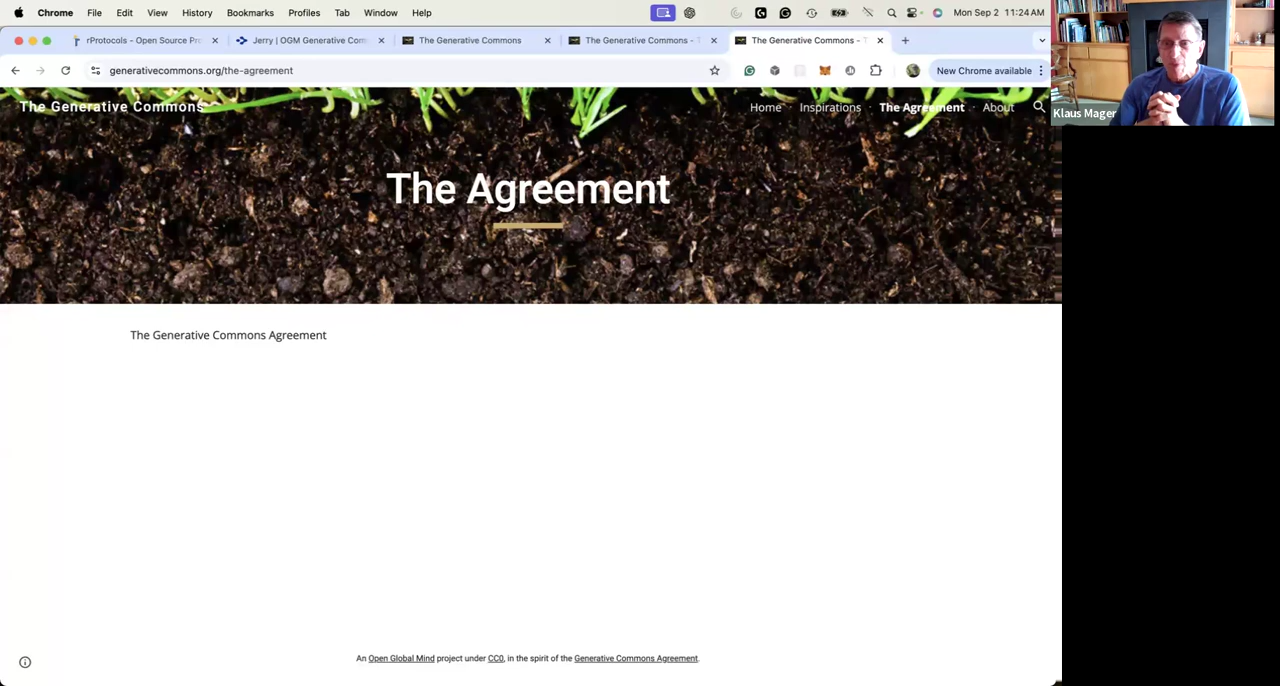 Chrome File Edit View History Bookmarks Profiles Tab Window Help Mon Sep 2 11:24 AM
rProtocols - Open Source Pro
Jerry | OGM Generative Com
The Generative Commons
The Generative Commons - T
The Generative Commons - T
generativecommons.org/the-agreement
New Chrome available
The Generative Commons
Home Inspirations The Agreement About
Klaus Mager
The Agreement
The Generative Commons Agreement
An Open Global Mind project under CC0, in the spirit of the Generative Commons Agreement.